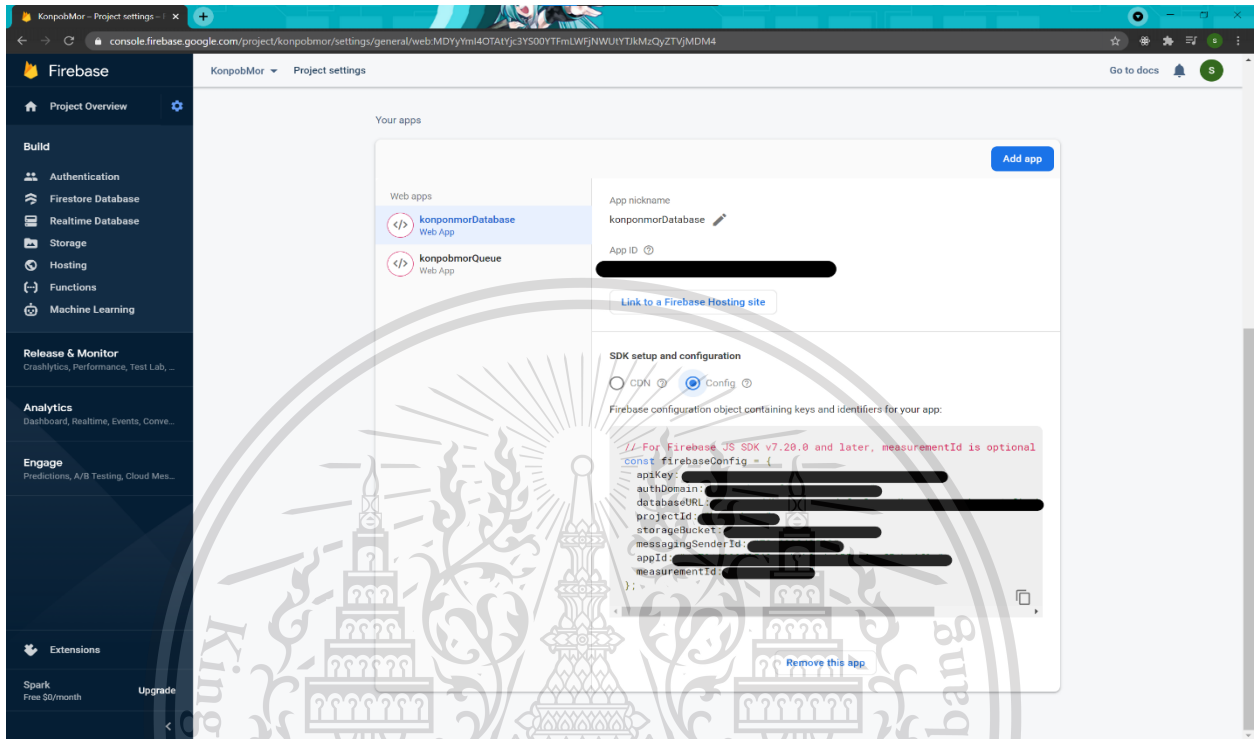 KonpobMor – Project settings –
console.firebase.google.com/project/konpobmor/settings/general/web:MDYyYmI4OTAtYjc3YS00YTFmLWFjNWUtYTJkMzQyZTVjMDM4
Firebase
KonpobMor
Project settings
Go to docs
S
Project Overview
Your apps
Build
Add app
Authentication
Firestore Database
Realtime Database
Storage
Hosting
Functions
Machine Learning
Web apps
konponmorDatabase
Web App
konpobmorQueue
Web App
App nickname
konponmorDatabase
App ID
Link to a Firebase Hosting site
Release & Monitor
Crashlytics, Performance, Test Lab, ...
SDK setup and configuration
CDN
Config
Analytics
Dashboard, Realtime, Events, Conve...
Firebase configuration object containing keys and identifiers for your app:
// For Firebase JS SDK v7.20.0 and later, measurementId is optional
const firebaseConfig = {
apiKey:
authDomain:
databaseURL:
projectId:
storageBucket:
messagingSenderId:
appId:
measurementId:
};
Engage
Predictions, A/B Testing, Cloud Mes...
Extensions
Remove this app
Spark
Free $0/month
Upgrade
King
bang